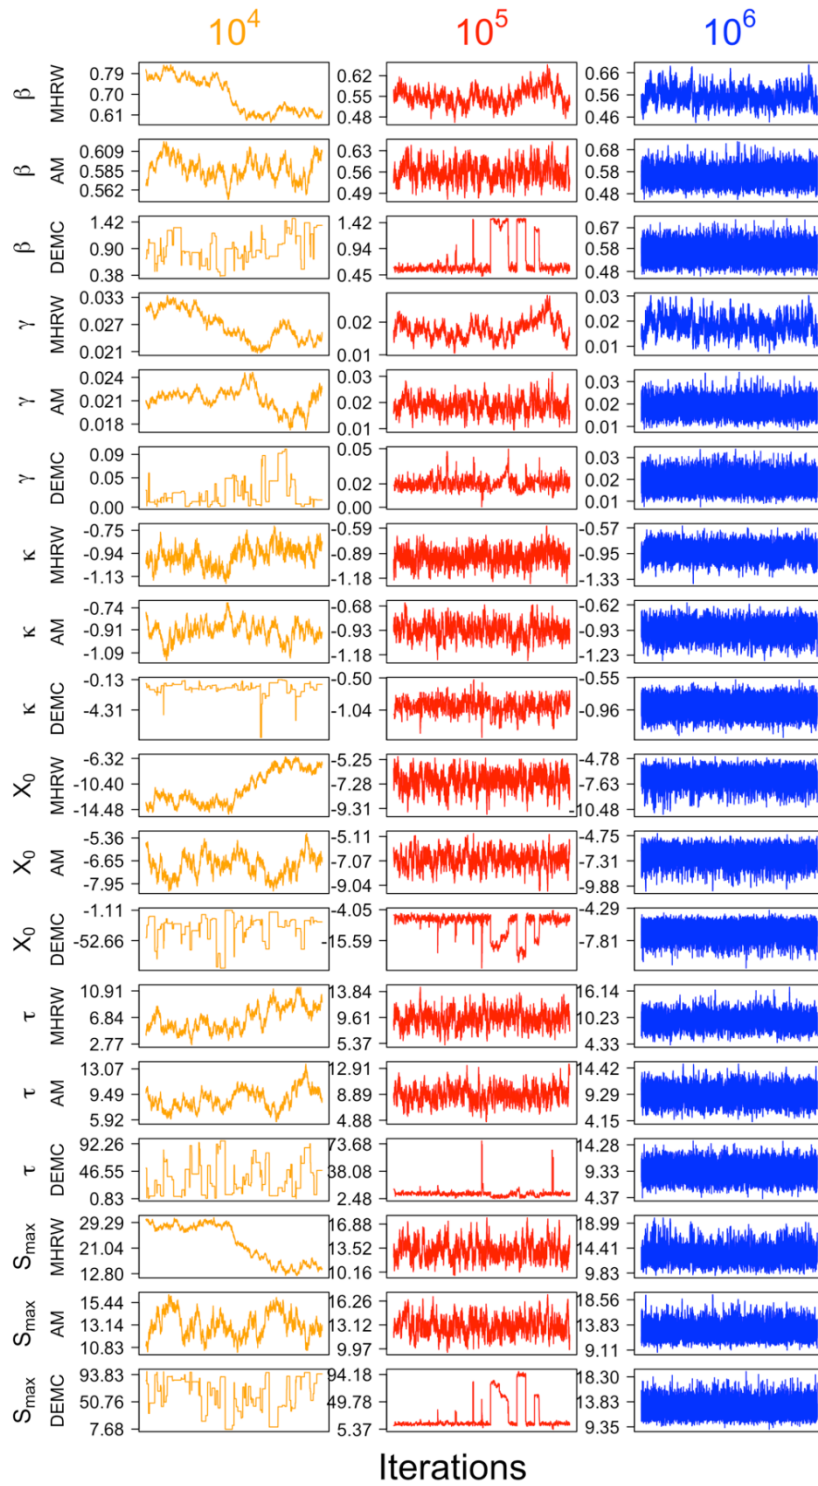 10⁴ 10⁵ 10⁶
β MHRW 0.79 0.70 0.61 0.62 0.55 0.48 0.66 0.56 0.46
β AM 0.609 0.585 0.562 0.63 0.56 0.49 0.68 0.58 0.48
β DEMC 1.42 0.90 0.38 1.42 0.94 0.45 0.67 0.58 0.48
γ MHRW 0.033 0.027 0.021 0.02 0.01 0.03 0.02 0.01
γ AM 0.024 0.021 0.018 0.03 0.02 0.01 0.03 0.02 0.01
γ DEMC 0.09 0.05 0.00 0.05 0.02 0.00 0.03 0.02 0.01
κ MHRW -0.75 -0.94 -1.13 -0.59 -0.89 -1.18 -0.57 -0.95 -1.33
κ AM -0.74 -0.91 -1.09 -0.68 -0.93 -1.18 -0.62 -0.93 -1.23
κ DEMC -0.13 -4.31 -0.50 -1.04 -0.55 -0.96
X₀ MHRW -6.32 -10.40 -14.48 -5.25 -7.28 -9.31 -4.78 -7.63 -10.48
X₀ AM -5.36 -6.65 -7.95 -5.11 -7.07 -9.04 -4.75 -7.31 -9.88
X₀ DEMC -1.11 -52.66 -4.05 -15.59 -4.29 -7.81
τ MHRW 10.91 6.84 2.77 13.84 9.61 5.37 16.14 10.23 4.33
τ AM 13.07 9.49 5.92 12.91 8.89 4.88 14.42 9.29 4.15
τ DEMC 92.26 46.55 0.83 73.68 38.08 2.48 14.28 9.33 4.37
Smax MHRW 29.29 21.04 12.80 16.88 13.52 10.16 18.99 14.41 9.83
Smax AM 15.44 13.14 10.83 16.26 13.12 9.97 18.56 13.83 9.11
Smax DEMC 93.83 50.76 7.68 94.18 49.78 5.37 18.30 13.83 9.35
Iterations